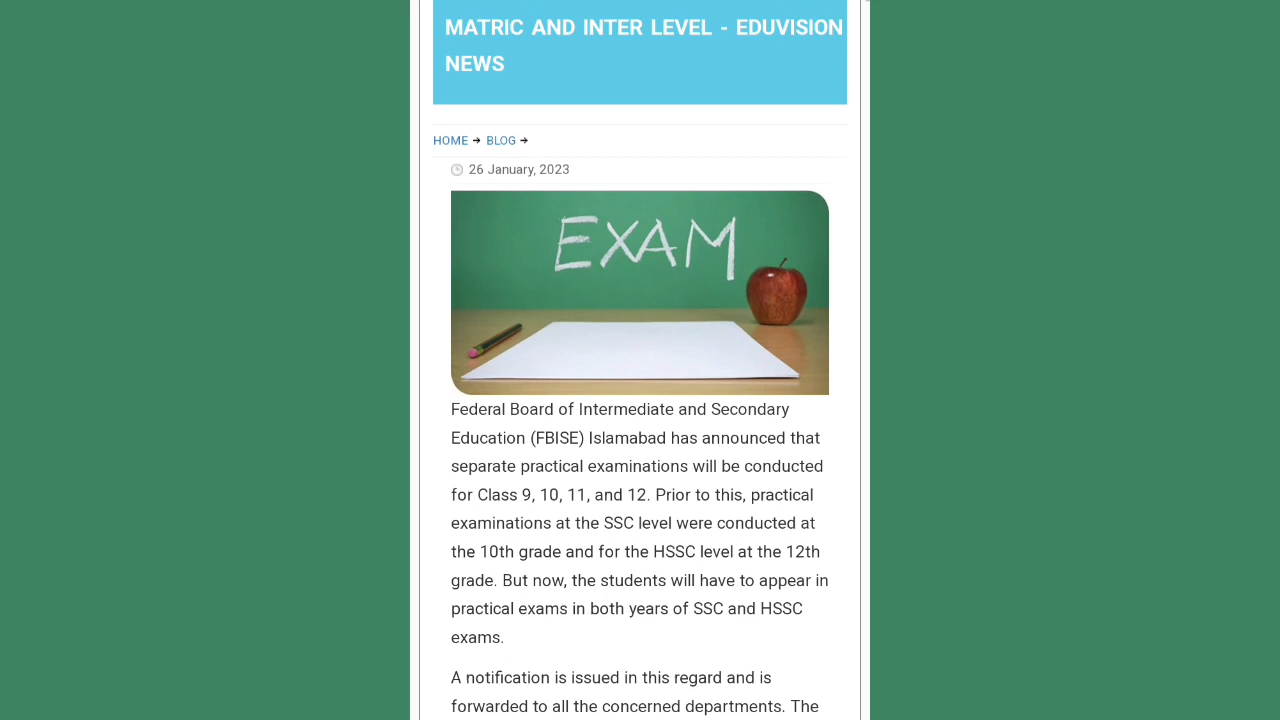 MATRIC AND INTER LEVEL - EDUVISION
NEWS
HOME → BLOG →
26 January, 2023
EXAM
Federal Board of Intermediate and Secondary
Education (FBISE) Islamabad has announced that
separate practical examinations will be conducted
for Class 9, 10, 11, and 12. Prior to this, practical
examinations at the SSC level were conducted at
the 10th grade and for the HSSC level at the 12th
grade. But now, the students will have to appear in
practical exams in both years of SSC and HSSC
exams.
A notification is issued in this regard and is
forwarded to all the concerned departments. The